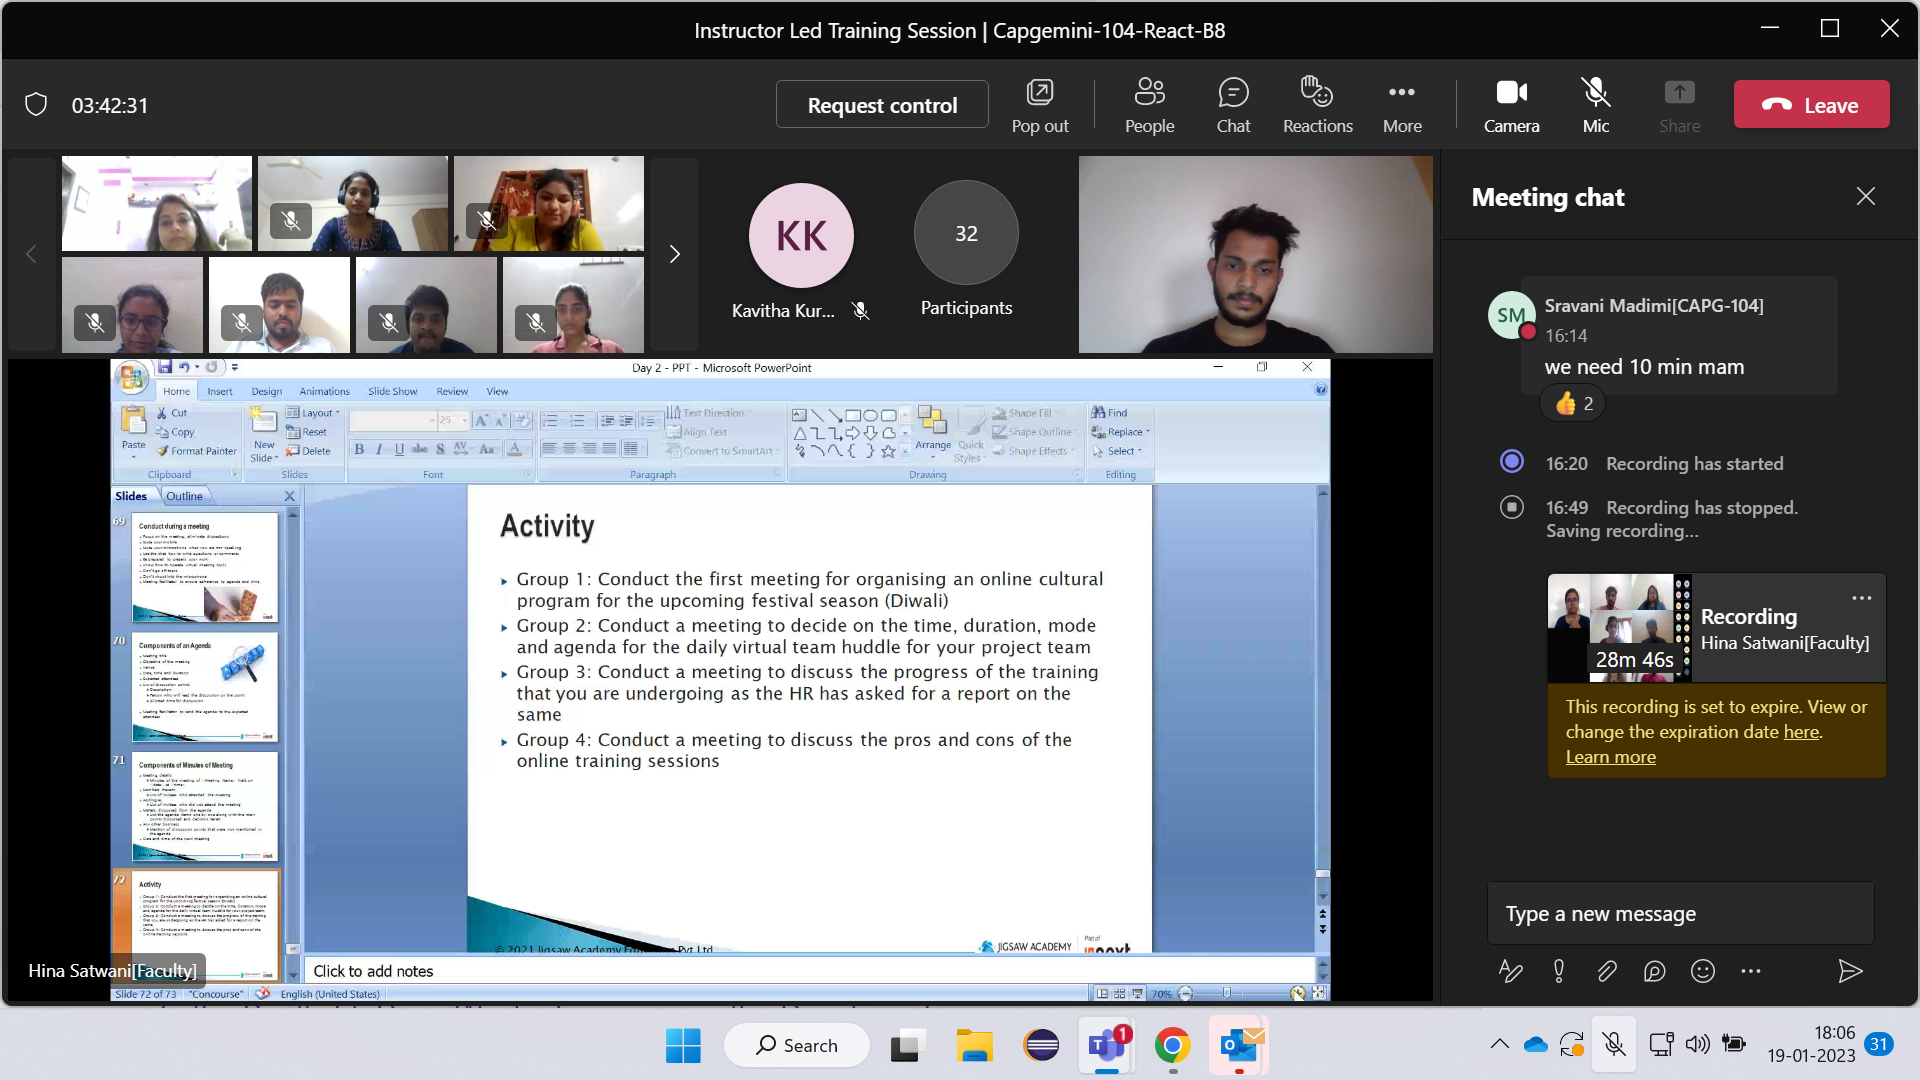 Instructor Led Training Session | Capgemini-104-React-B8
03:42:31
Request control
Pop out
People
Chat
Reactions
More
Camera
Mic
Share
Leave
KK
Kavitha Kur...
32
Participants
Meeting chat
SM
Sravani Madimi[CAPG-104]
16:14
we need 10 min mam
👍 2
16:20 Recording has started
16:49 Recording has stopped.
Saving recording...
28m 46s
Recording
Hina Satwani[Faculty]
This recording is set to expire. View or
change the expiration date here.
Learn more
Type a new message
Day 2 - PPT - Microsoft PowerPoint
Home Insert Design Animations Slide Show Review View
Paste
Cut
Copy
Format Painter
Clipboard
New
Slide
Layout
Reset
Delete
Slides
25
Font
Text Direction
Align Text
Convert to SmartArt
Paragraph
Arrange
Quick
Styles
Shape Fill
Shape Outline
Shape Effects
Drawing
Find
Replace
Select
Editing
Slides Outline
69
Conduct during a meeting
70
Components of an Agenda
71
Components of Minutes of Meeting
72
Activity
Activity
Group 1: Conduct the first meeting for organising an online cultural
program for the upcoming festival season (Diwali)
Group 2: Conduct a meeting to decide on the time, duration, mode
and agenda for the daily virtual team huddle for your project team
Group 3: Conduct a meeting to discuss the progress of the training
that you are undergoing as the HR has asked for a report on the
same
Group 4: Conduct a meeting to discuss the pros and cons of the
online training sessions
JIGSAW ACADEMY
Part of
Click to add notes
Hina Satwani[Faculty]
Slide 72 of 73 "Concourse" English (United States)
70%
Search
1
18:06
19-01-2023
31